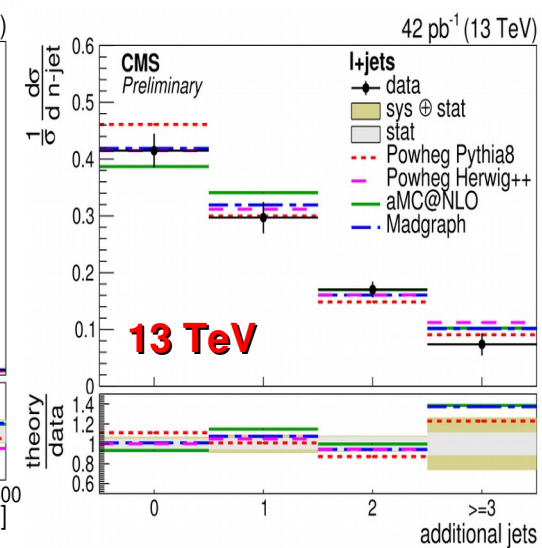 )
42 pb⁻¹ (13 TeV)
1/σ dσ/d n-jet
0.6
0.5
0.4
0.3
0.2
0.1
0
CMS
Preliminary
l+jets
data
sys ⊕ stat
stat
Powheg Pythia8
Powheg Herwig++
aMC@NLO
Madgraph
13 TeV
theory/data
1.4
1.2
1
0.8
0.6
0 1 2 >=3
additional jets
00
]